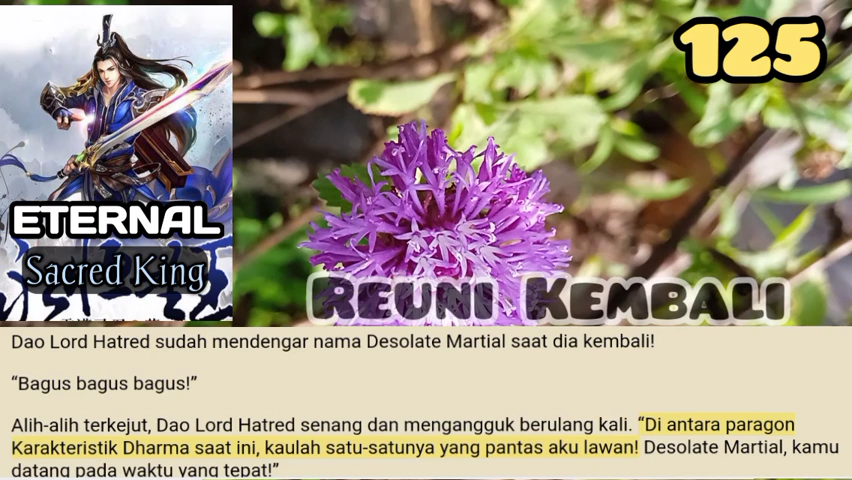 125
ETERNAL
Sacred King
REUNI KEMBALI
Dao Lord Hatred sudah mendengar nama Desolate Martial saat dia kembali!
“Bagus bagus bagus!”
Alih-alih terkejut, Dao Lord Hatred senang dan mengangguk berulang kali. “Di antara paragon
Karakteristik Dharma saat ini, kaulah satu-satunya yang pantas aku lawan! Desolate Martial, kamu
datang pada waktu yang tepat!”